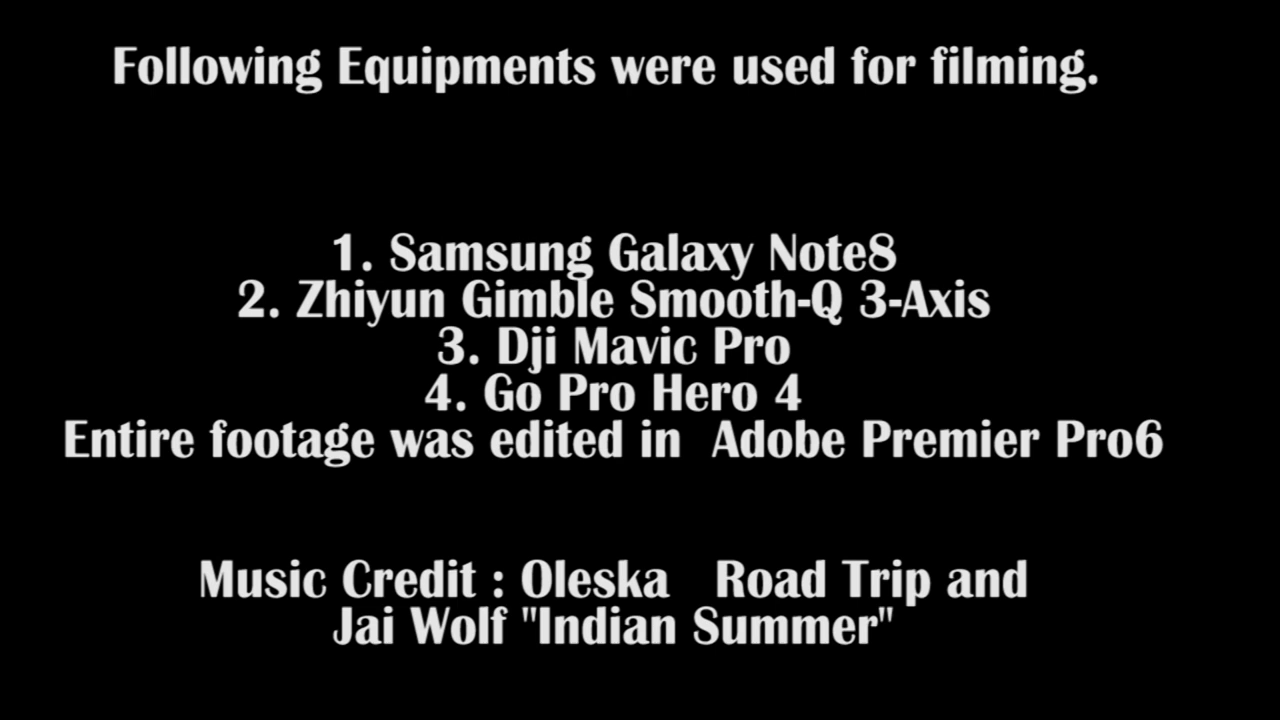 Following Equipments were used for filming.
1. Samsung Galaxy Note8
2. Zhiyun Gimble Smooth-Q 3-Axis
3. Dji Mavic Pro
4. Go Pro Hero 4
Entire footage was edited in  Adobe Premier Pro6
Music Credit : Oleska   Road Trip and
Jai Wolf "Indian Summer"